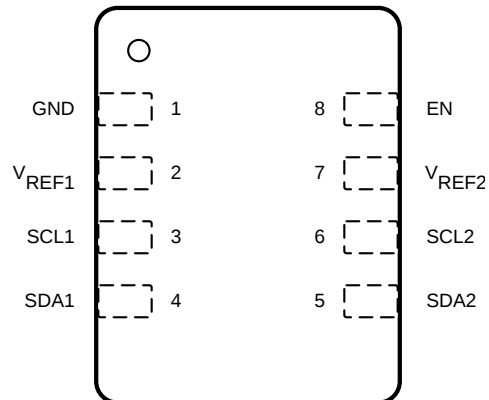 GND 1 8 EN
VREF1 2 7 VREF2
SCL1 3 6 SCL2
SDA1 4 5 SDA2